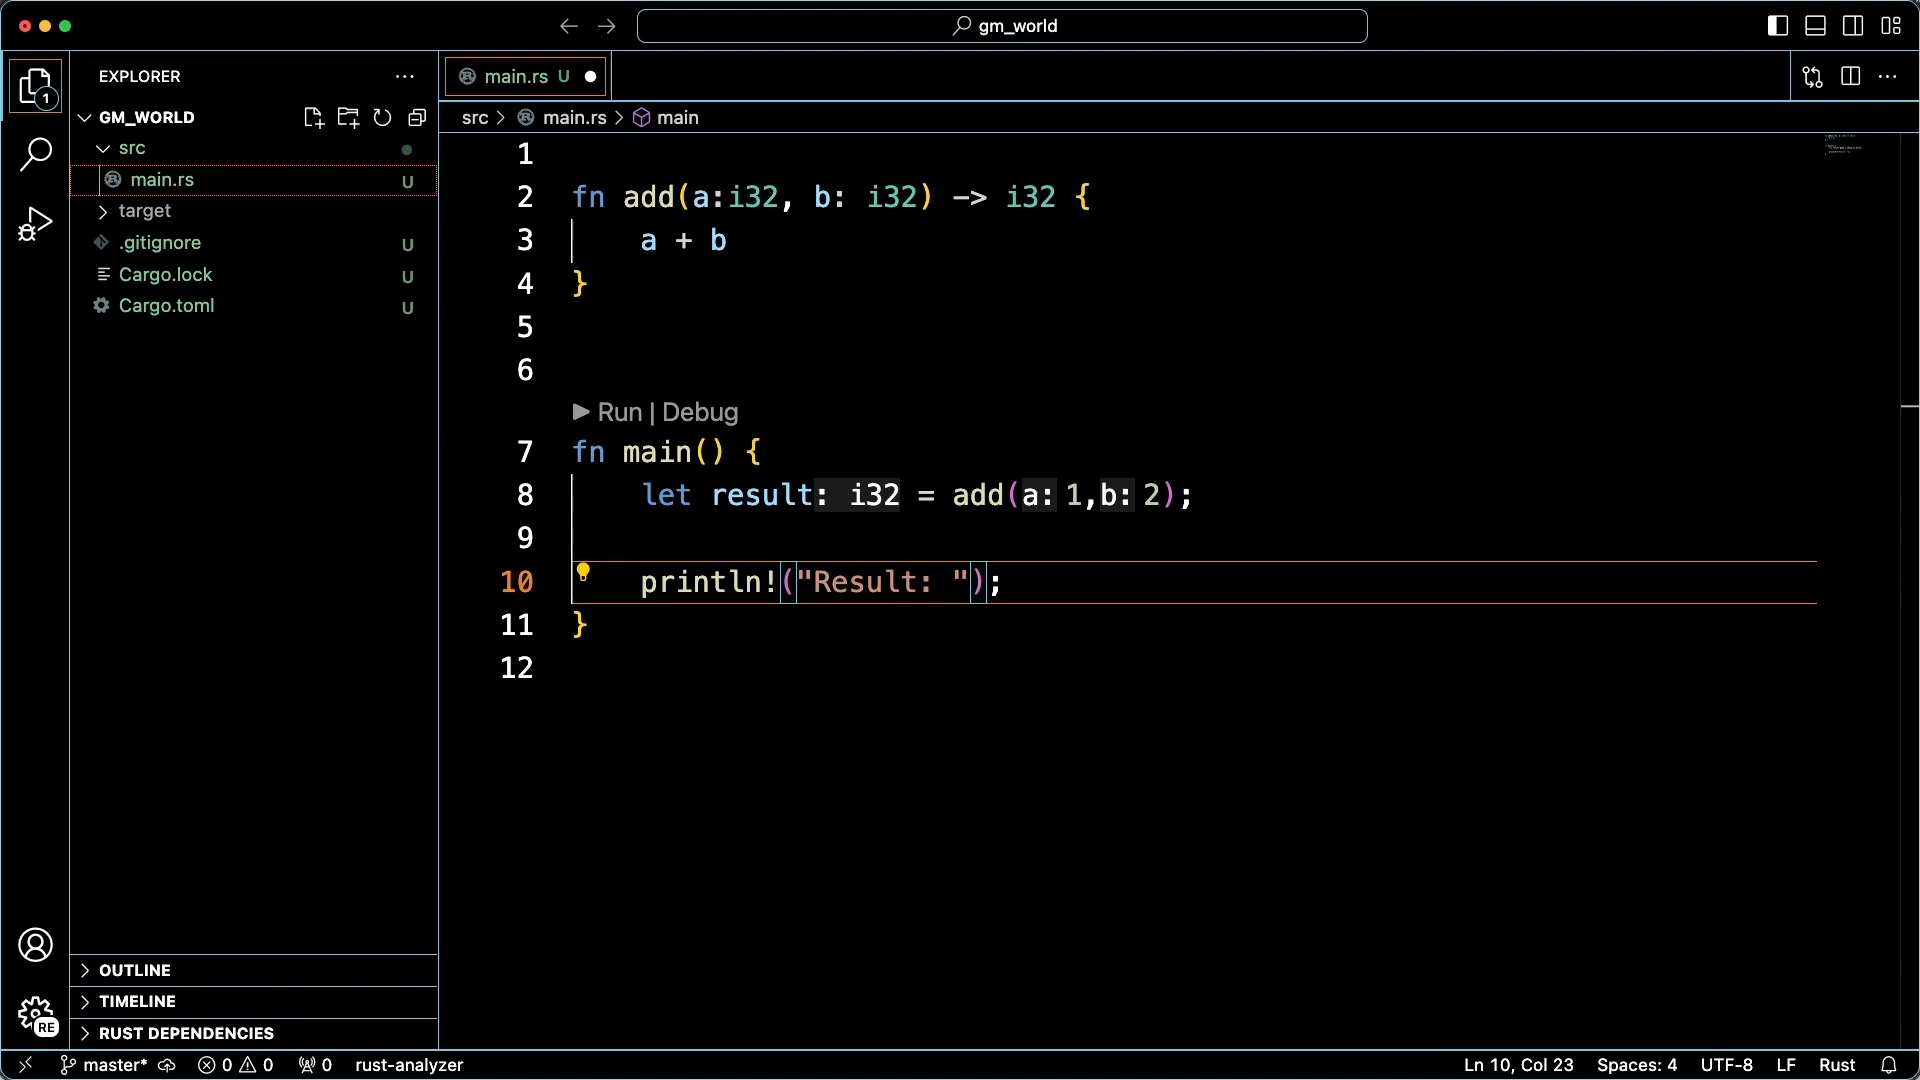 gm_world
EXPLORER
GM_WORLD
src
main.rs U
target
.gitignore U
Cargo.lock U
Cargo.toml U
OUTLINE
TIMELINE
RUST DEPENDENCIES
1
RE
main.rs U
src > main.rs > main
1
2 fn add(a:i32, b: i32) -> i32 {
3 a + b
4 }
5
6
Run | Debug
7 fn main() {
8 let result: i32 = add(a: 1,b: 2);
9
10 println!("Result: ");
11 }
12
master* 0 0 0 rust-analyzer Ln 10, Col 23 Spaces: 4 UTF-8 LF Rust